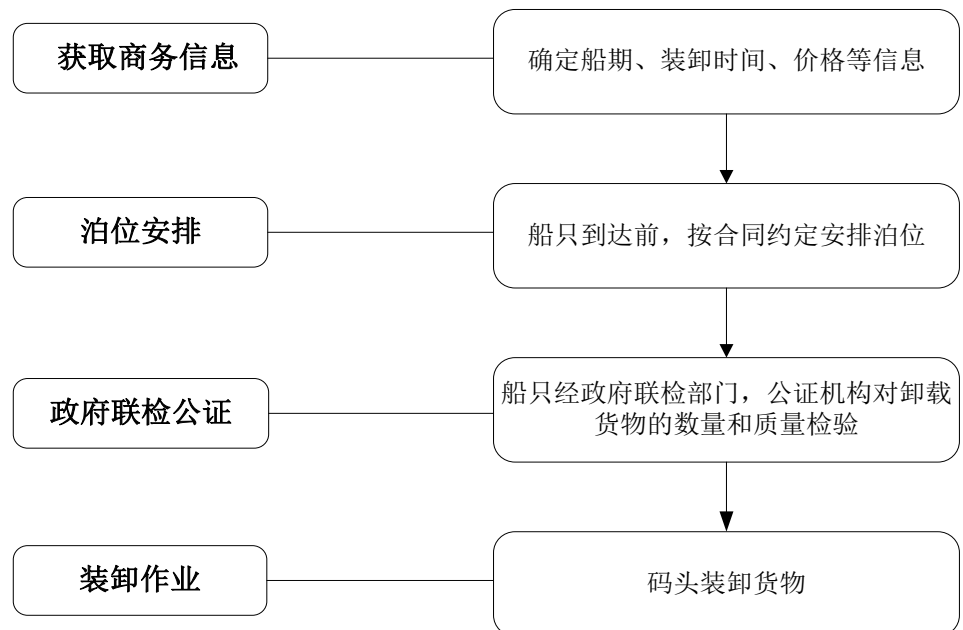 获取商务信息
确定船期、装卸时间、价格等信息
泊位安排
船只到达前，按合同约定安排泊位
政府联检公证
船只经政府联检部门，公证机构对卸载
货物的数量和质量检验
装卸作业
码头装卸货物